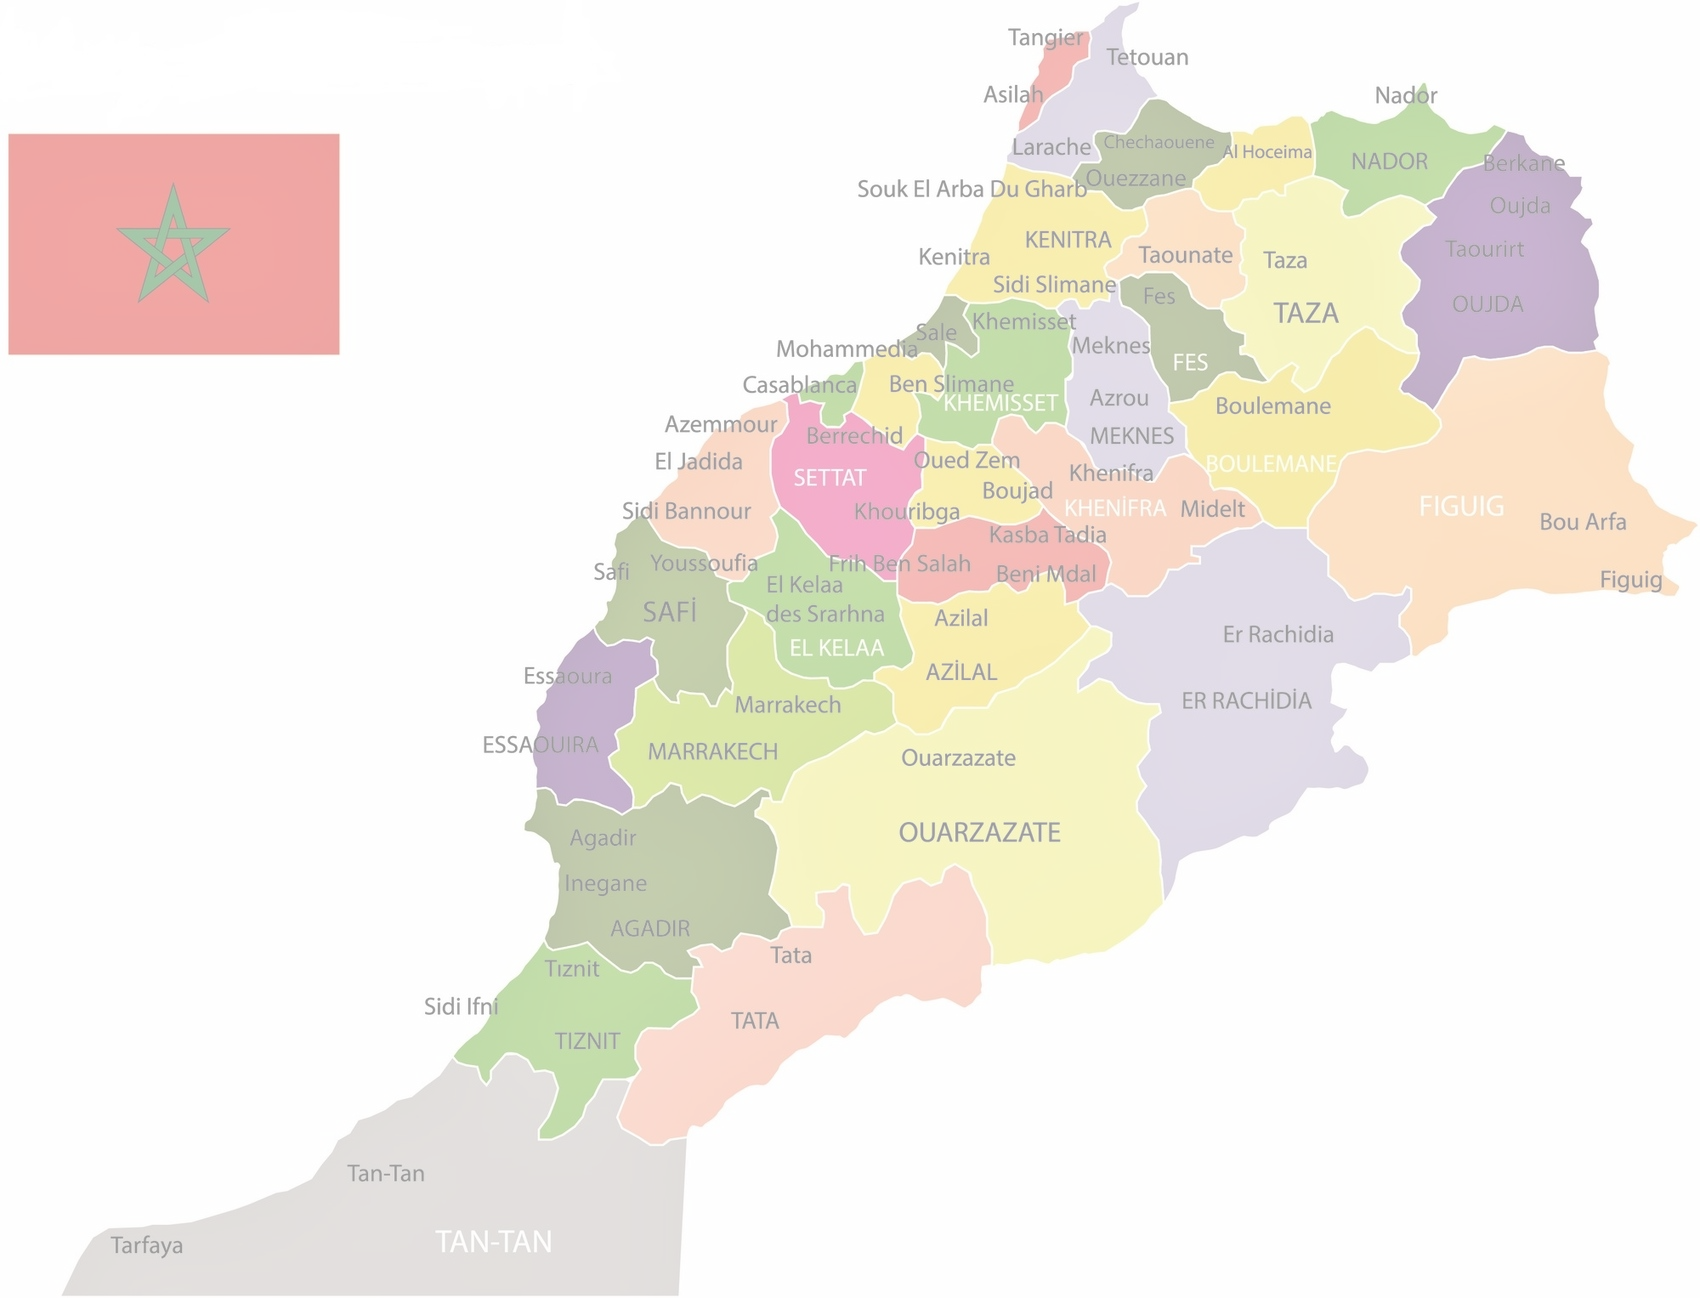 Tangier
Tetouan
Asilah
Nador
Larache
Chechaouene
Al Hoceima
NADOR
Berkane
Souk El Arba Du Gharb
Ouezzane
Oujda
KENITRA
Taounate
Taza
Taourirt
Kenitra
Sidi Slimane
Fes
TAZA
OUJDA
Sale
Khemisset
Mohammedia
Meknes
FES
Casablanca
Ben Slimane
KHEMISSET
Azrou
Boulemane
Azemmour
Berrechid
MEKNES
El Jadida
SETTAT
Oued Zem
Khenifra
BOULEMANE
Boujad
Sidi Bannour
Khouribga
KHENİFRA
Midelt
FIGUIG
Bou Arfa
Kasba Tadia
Safi
Youssoufia
Frih Ben Salah
Beni Mdal
Figuig
El Kelaa
des Srarhna
SAFİ
Azilal
Er Rachidia
EL KELAA
Essaoura
AZİLAL
ER RACHİDİA
Marrakech
ESSAOUIRA
MARRAKECH
Ouarzazate
Agadir
OUARZAZATE
Inegane
AGADIR
Tıznit
Tata
Sidi Ifni
TIZNIT
TATA
Tan-Tan
Tarfaya
TAN-TAN